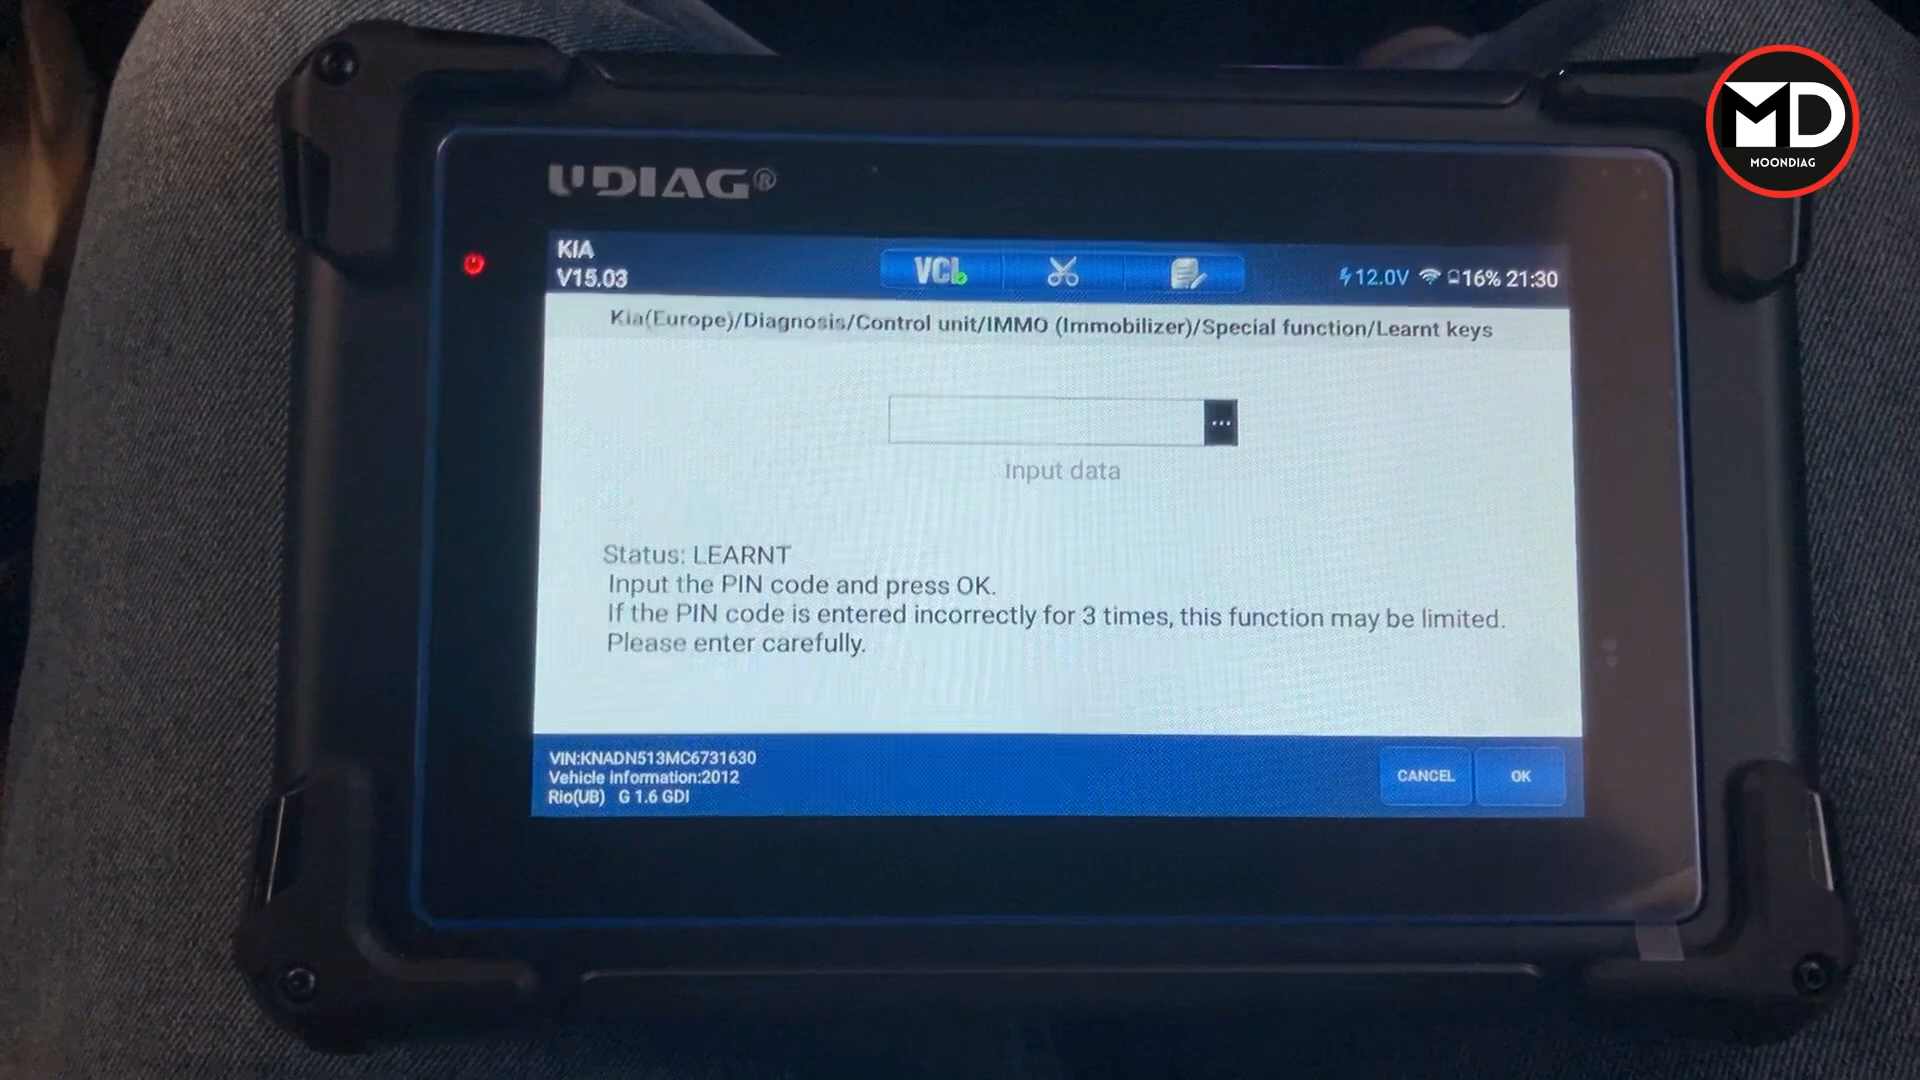 MD
MOONDIAG
UDIAG®
KIA
V15.03
VCI
12.0V 16% 21:30
Kia(Europe)/Diagnosis/Control unit/IMMO (Immobilizer)/Special function/Learnt keys
...
Input data
Status: LEARNT
Input the PIN code and press OK.
If the PIN code is entered incorrectly for 3 times, this function may be limited.
Please enter carefully.
VIN:KNADN513MC6731630
Vehicle information:2012
Rio(UB) G 1.6 GDI
CANCEL
OK